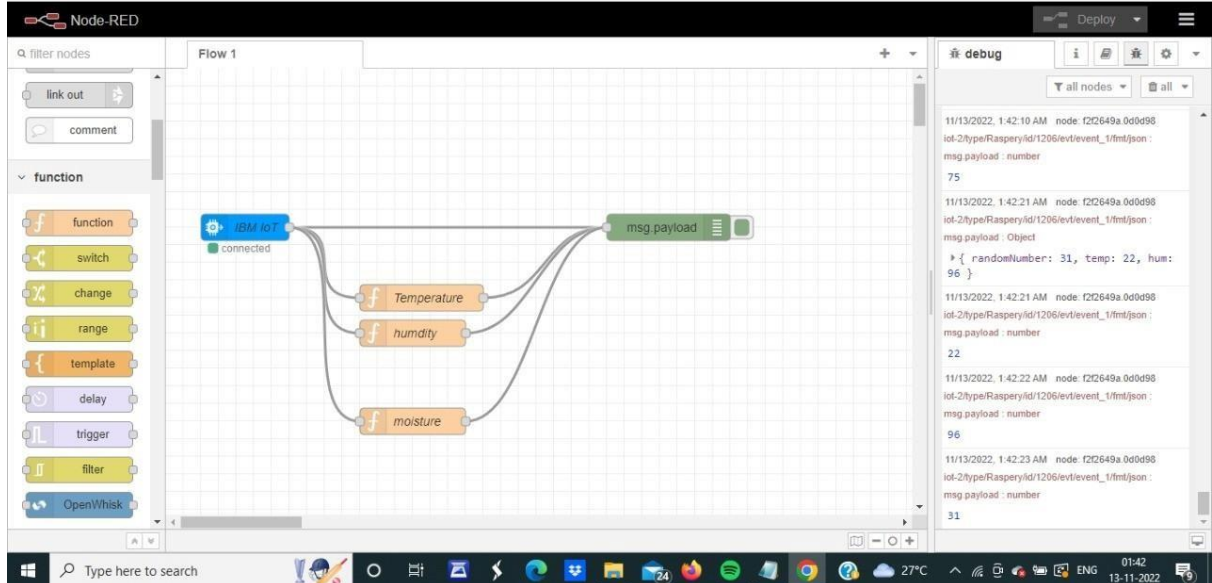 Node-RED
Deploy
filter nodes
Flow 1
debug
i
all nodes
all
link out
comment
function
function
switch
change
range
template
delay
trigger
filter
OpenWhisk
IBM IoT
connected
Temperature
humdity
moisture
msg.payload
11/13/2022, 1:42:10 AM node: f2f2649a.0d0d98
iot-2/type/Raspery/id/1206/evt/event_1/fmt/json :
msg.payload : number
75
11/13/2022, 1:42:21 AM node: f2f2649a.0d0d98
iot-2/type/Raspery/id/1206/evt/event_1/fmt/json :
msg.payload : Object
{ randomNumber: 31, temp: 22, hum:
96 }
11/13/2022, 1:42:21 AM node: f2f2649a.0d0d98
iot-2/type/Raspery/id/1206/evt/event_1/fmt/json :
msg.payload : number
22
11/13/2022, 1:42:22 AM node: f2f2649a.0d0d98
iot-2/type/Raspery/id/1206/evt/event_1/fmt/json :
msg.payload : number
96
11/13/2022, 1:42:23 AM node: f2f2649a.0d0d98
iot-2/type/Raspery/id/1206/evt/event_1/fmt/json :
msg.payload : number
31
Type here to search
24
27°C
ENG
01:42
13-11-2022